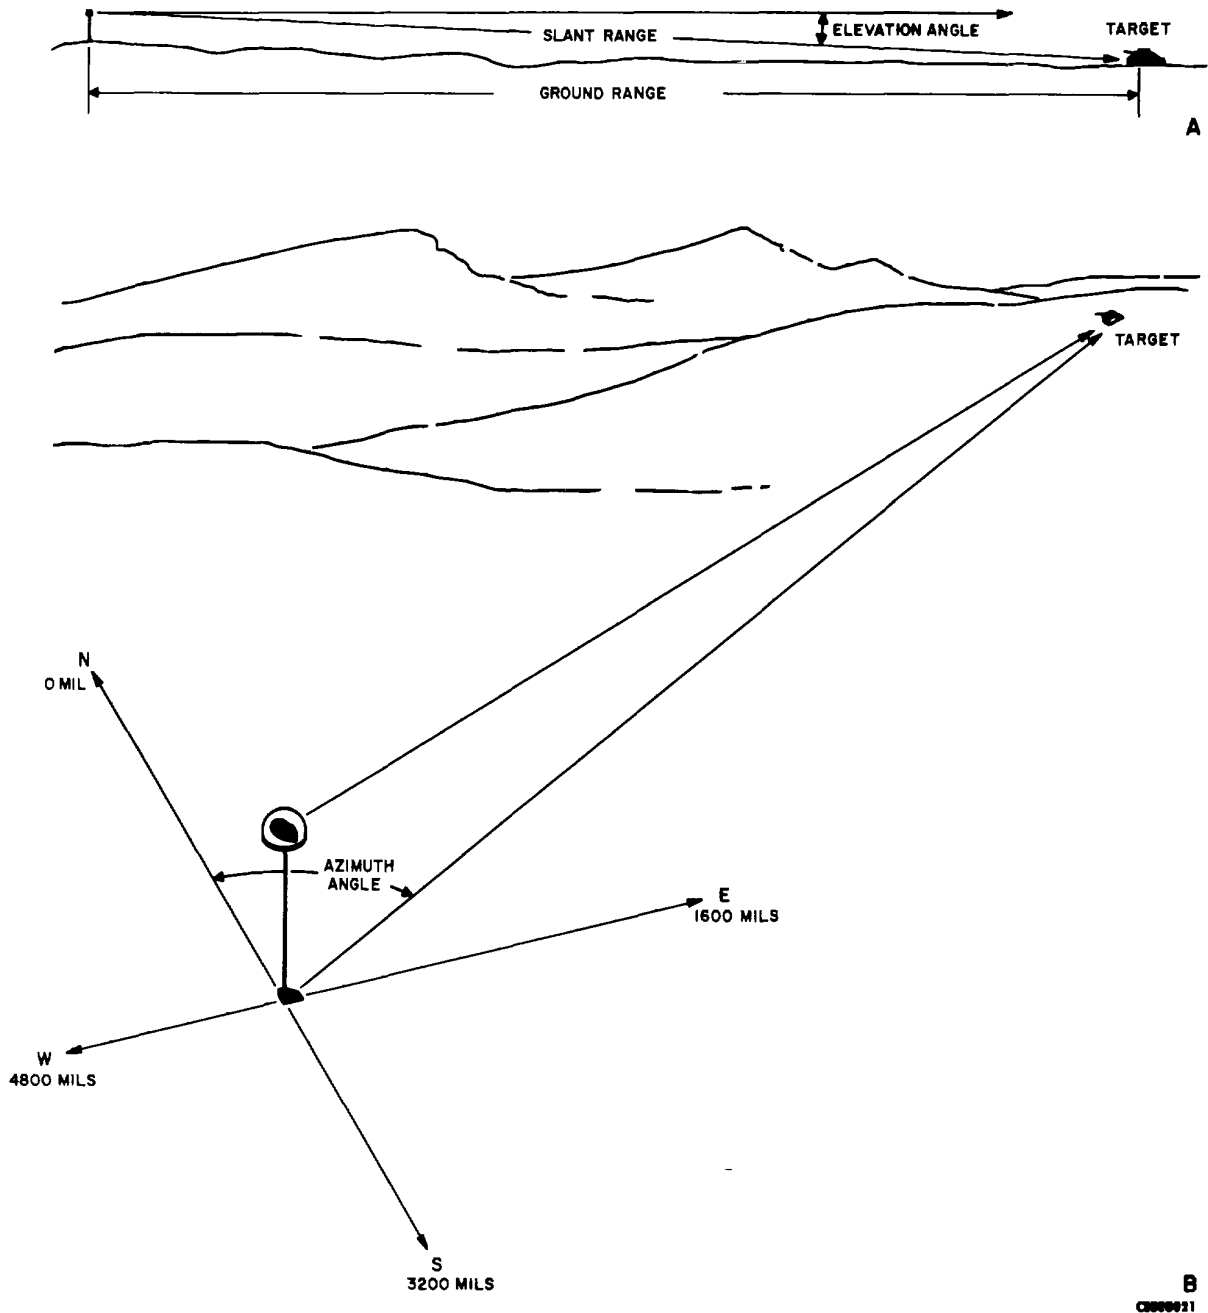 TARGET
ELEVATION ANGLE
SLANT RANGE
GROUND RANGE
A
TARGET
N
0 MIL
AZIMUTH
ANGLE
E
1600 MILS
W
4800 MILS
S
3200 MILS
B